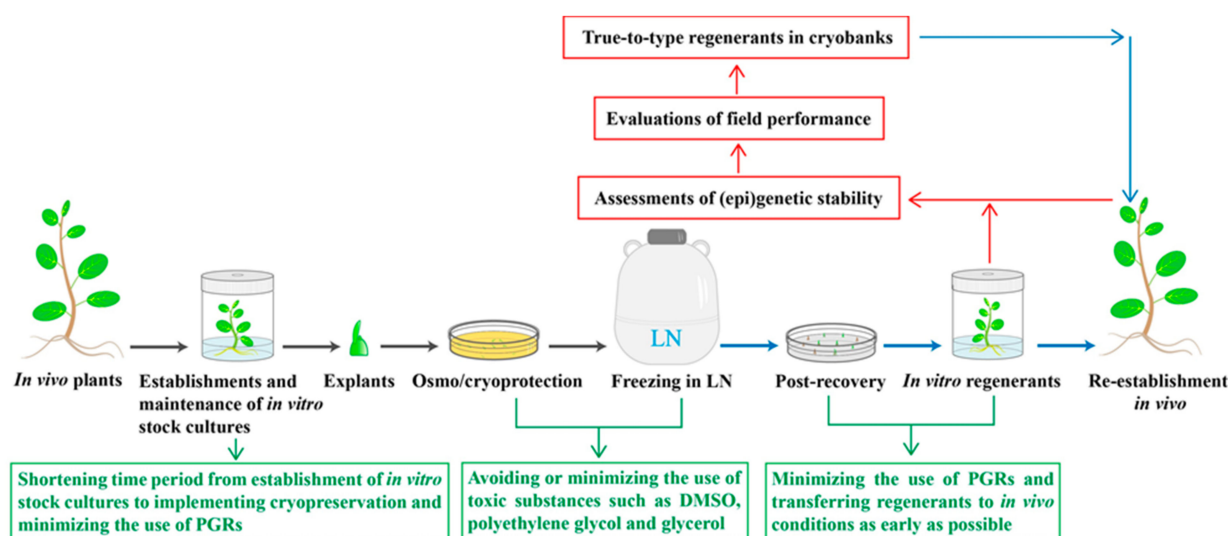 True-to-type regenerants in cryobanks
Evaluations of field performance
Assessments of (epi)genetic stability
LN
In vivo plants
Establishments and
maintenance of in vitro
stock cultures
Explants
Osmo/cryoprotection
Freezing in LN
Post-recovery
In vitro regenerants
Re-establishment
in vivo
Shortening time period from establishment of in vitro
stock cultures to implementing cryopreservation and
minimizing the use of PGRs
Avoiding or minimizing the use of
toxic substances such as DMSO,
polyethylene glycol and glycerol
Minimizing the use of PGRs and
transferring regenerants to in vivo
conditions as early as possible